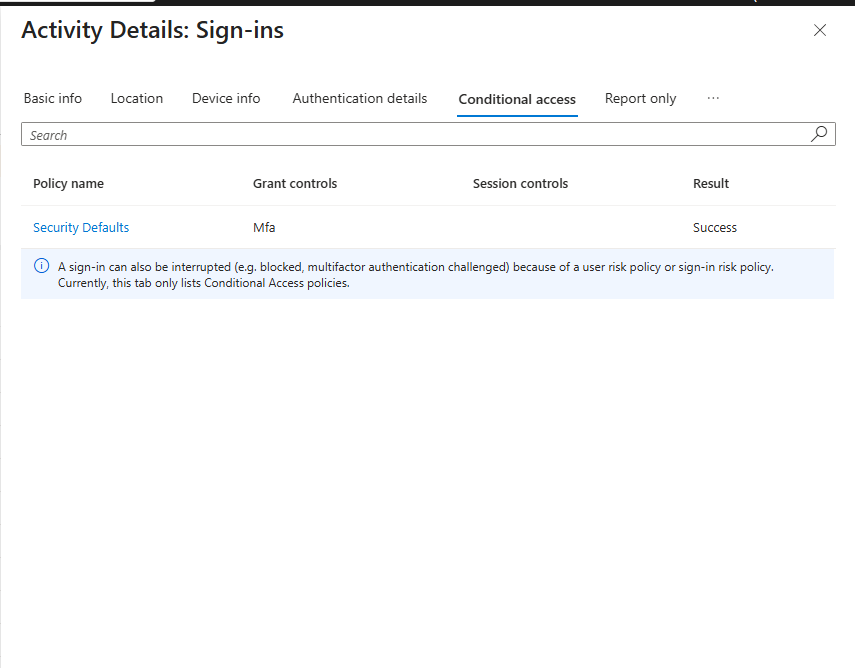 Activity Details: Sign-ins
Basic info Location Device info Authentication details Conditional access Report only ...
Search
Policy name Grant controls Session controls Result
Security Defaults Mfa Success
A sign-in can also be interrupted (e.g. blocked, multifactor authentication challenged) because of a user risk policy or sign-in risk policy.
Currently, this tab only lists Conditional Access policies.